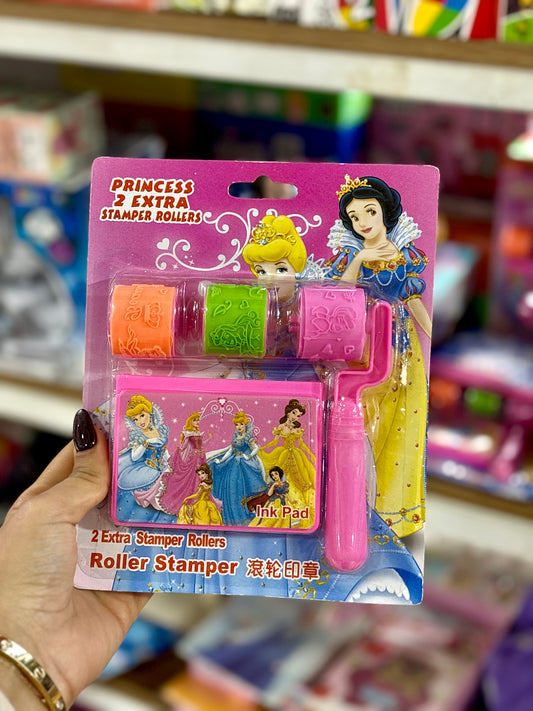 PRINCESS
2 EXTRA
STAMPER ROLLERS
Ink Pad
2 Extra Stamper Rollers
Roller Stamper 滚轮印章